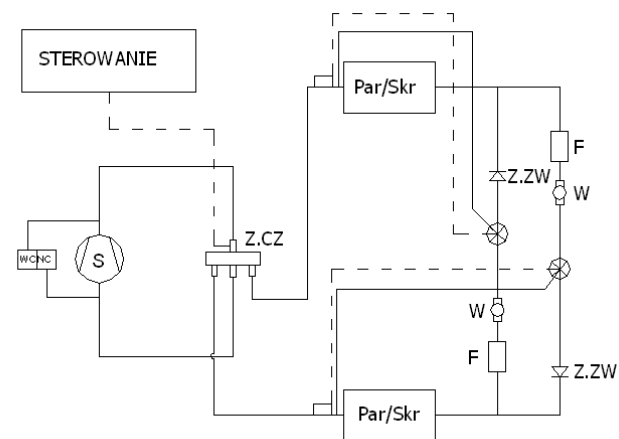 STEROWANIE
Par/Skr
F
Z.ZW
W
Z.CZ
WC NC
S
W
F
Z.ZW
Par/Skr